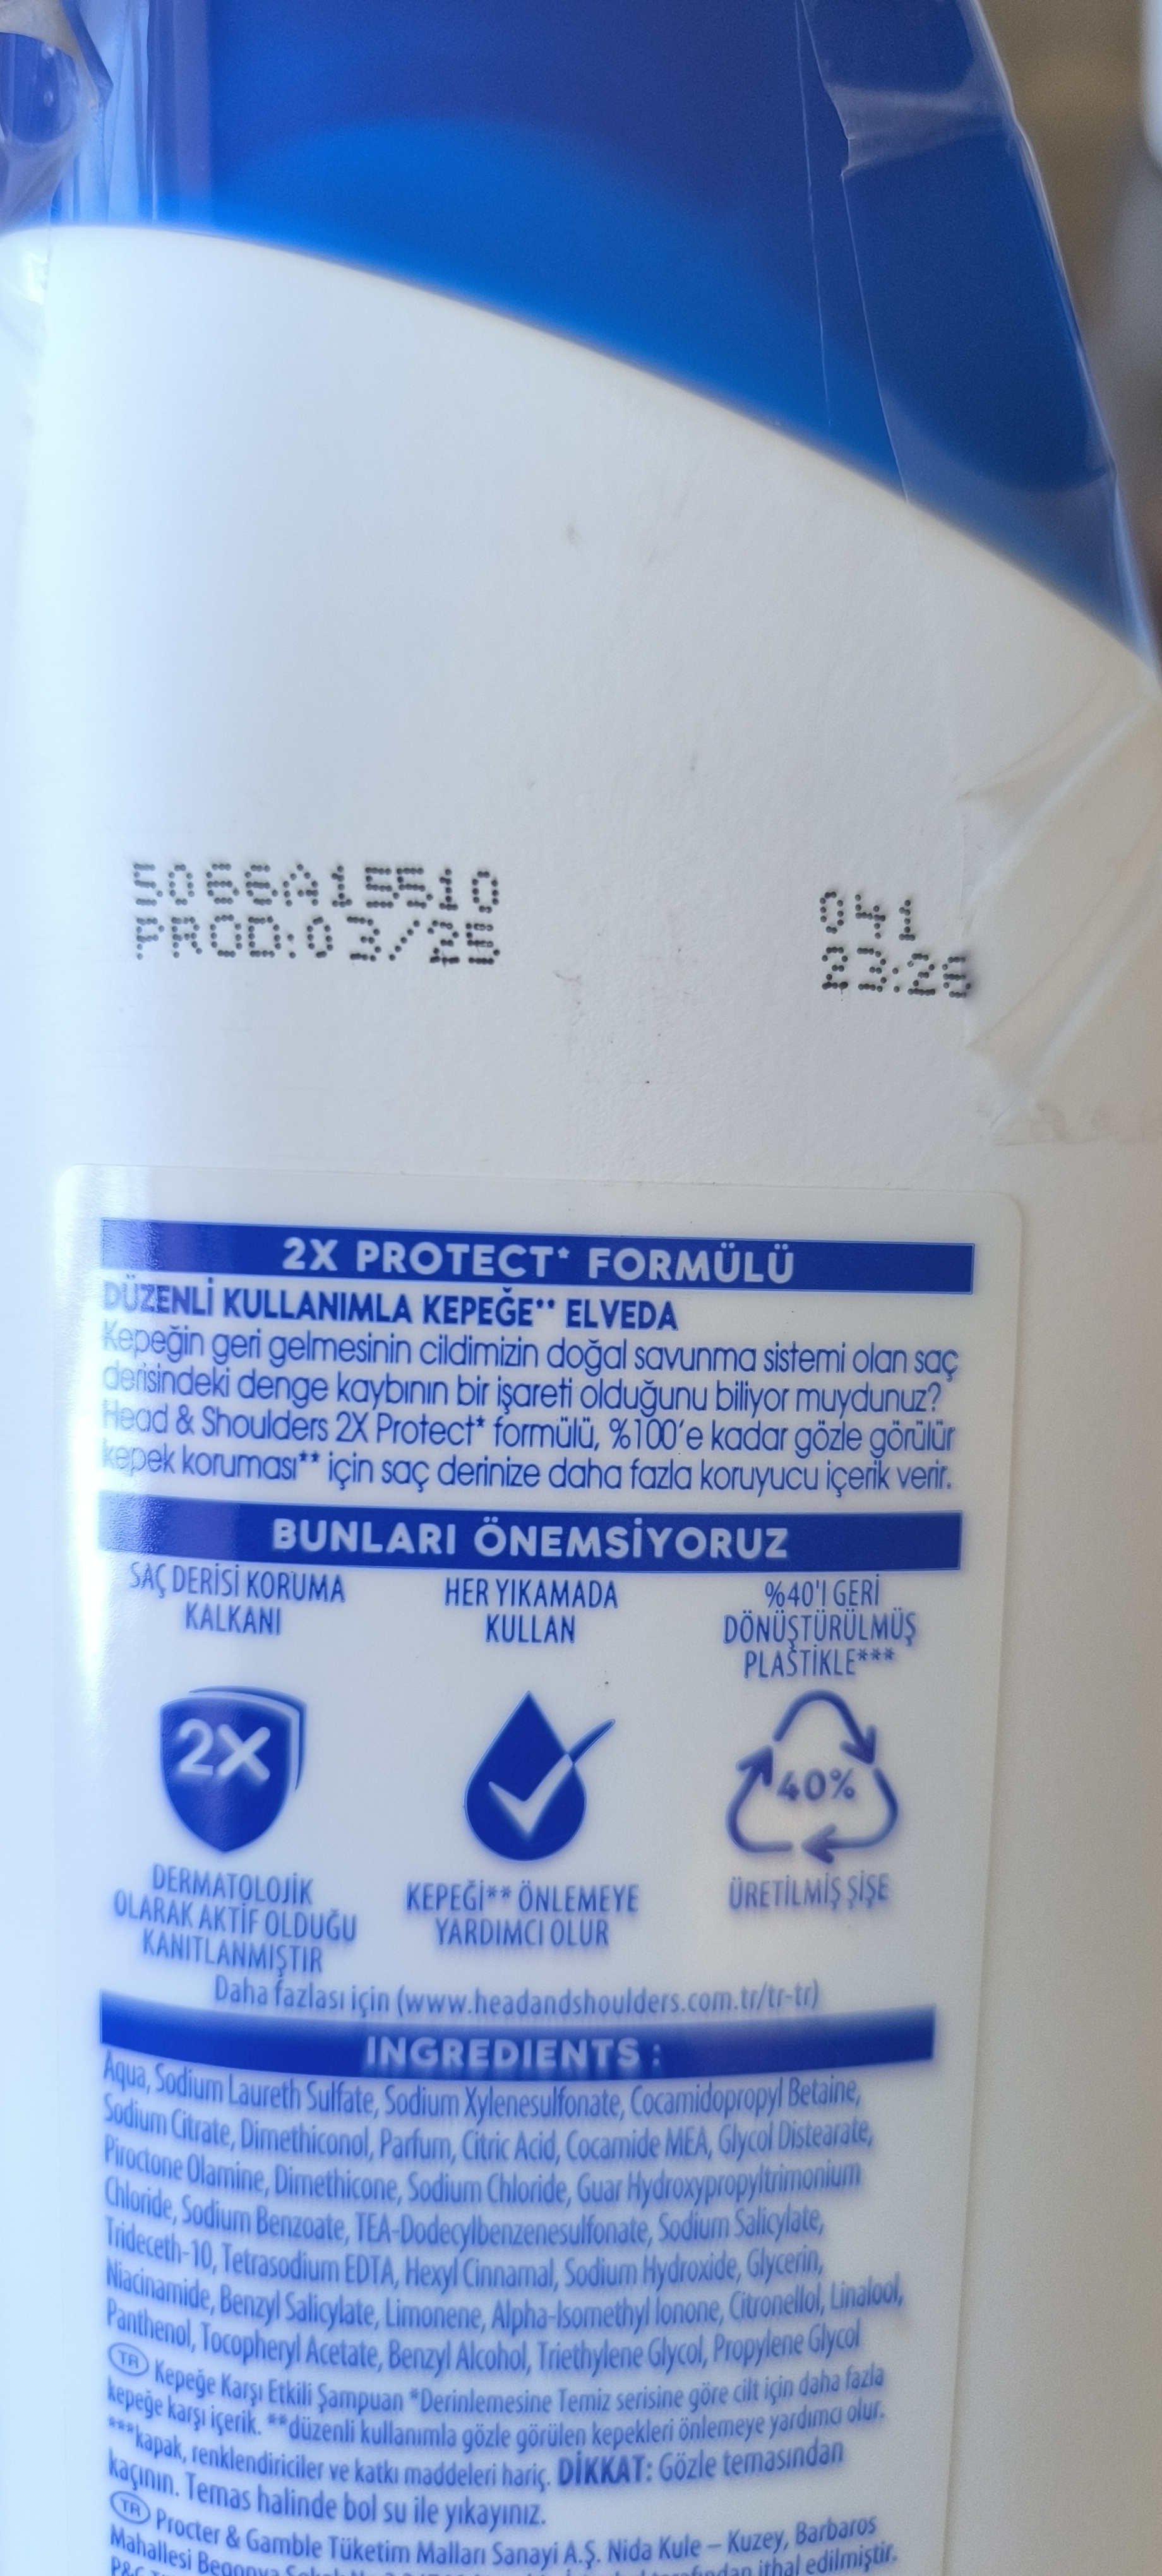 5066A15510
PROD:03/25
041
23:26
2X PROTECT* FORMÜLÜ
DÜZENLİ KULLANIMLA KEPEĞE** ELVEDA
Kepeğin geri gelmesinin cildimizin doğal savunma sistemi olan saç
derisindeki denge kaybının bir işareti olduğunu biliyor muydunuz?
Head & Shoulders 2X Protect* formülü, %100'e kadar gözle görülür
kepek koruması** için saç derinize daha fazla koruyucu içerik verir.
BUNLARI ÖNEMSİYORUZ
SAÇ DERİSİ KORUMA
KALKANI
2X
DERMATOLOJİK
OLARAK AKTİF OLDUĞU
KANITLANMIŞTIR
HER YIKAMADA
KULLAN
KEPEĞİ** ÖNLEMEYE
YARDIMCI OLUR
%40'I GERİ
DÖNÜŞTÜRÜLMÜŞ
PLASTİKLE***
40%
ÜRETİLMİŞ ŞİŞE
Daha fazlası için (www.headandshoulders.com.tr/tr-tr)
INGREDIENTS :
Aqua, Sodium Laureth Sulfate, Sodium Xylenesulfonate, Cocamidopropyl Betaine,
Sodium Citrate, Dimethiconol, Parfum, Citric Acid, Cocamide MEA, Glycol Distearate,
Piroctone Olamine, Dimethicone, Sodium Chloride, Guar Hydroxypropyltrimonium
Chloride, Sodium Benzoate, TEA-Dodecylbenzenesulfonate, Sodium Salicylate,
Trideceth-10, Tetrasodium EDTA, Hexyl Cinnamal, Sodium Hydroxide, Glycerin,
Niacinamide, Benzyl Salicylate, Limonene, Alpha-Isomethyl Ionone, Citronellol, Linalool,
Panthenol, Tocopheryl Acetate, Benzyl Alcohol, Triethylene Glycol, Propylene Glycol
TR Kepeğe Karşı Etkili Şampuan *Derinlemesine Temiz serisine göre cilt için daha fazla
kepeğe karşı içerik. **düzenli kullanımla gözle görülen kepekleri önlemeye yardımcı olur.
***kapak, renklendiriciler ve katkı maddeleri hariç. DİKKAT: Gözle temasından
kaçının. Temas halinde bol su ile yıkayınız.
TR Procter & Gamble Tüketim Malları Sanayi A.Ş. Nida Kule – Kuzey, Barbaros
Mahallesi Begonya Sokak tarafından ithal edilmiştir.